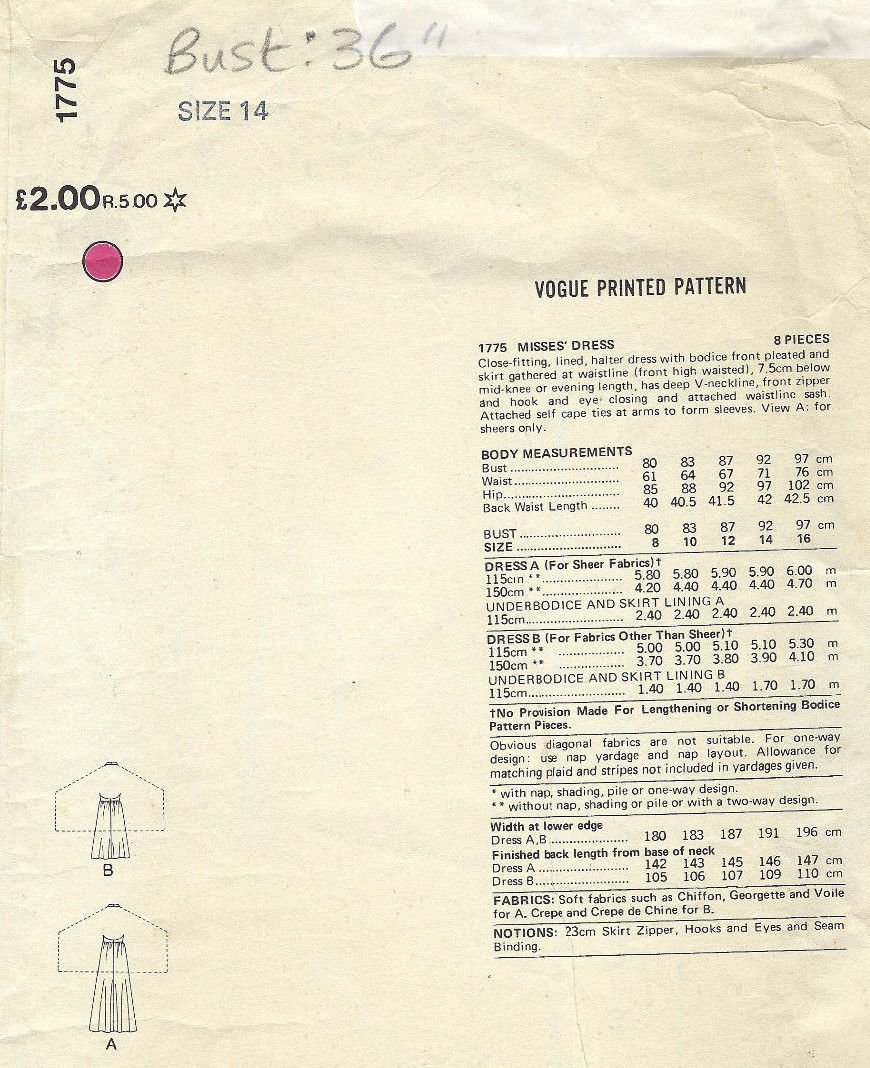 Bust: 36"
1775
SIZE 14
£2.00 R.5.00
VOGUE PRINTED PATTERN
1775 MISSES' DRESS 8 PIECES
Close-fitting, lined, halter dress with bodice front pleated and
skirt gathered at waistline (front high waisted), 7.5cm below
mid-knee or evening length, has deep V-neckline, front zipper
and hook and eye closing and attached waistline sash.
Attached self cape ties at arms to form sleeves. View A: for
sheers only.
BODY MEASUREMENTS
Bust 80 83 87 92 97 cm
Waist 61 64 67 71 76 cm
Hip 85 88 92 97 102 cm
Back Waist Length 40 40.5 41.5 42 42.5 cm
BUST 80 83 87 92 97 cm
SIZE 8 10 12 14 16
DRESS A (For Sheer Fabrics)†
115cm ** 5.80 5.80 5.90 5.90 6.00 m
150cm ** 4.20 4.40 4.40 4.40 4.70 m
UNDERBODICE AND SKIRT LINING A
115cm 2.40 2.40 2.40 2.40 2.40 m
DRESS B (For Fabrics Other Than Sheer)†
115cm ** 5.00 5.00 5.10 5.10 5.30 m
150cm ** 3.70 3.70 3.80 3.90 4.10 m
UNDERBODICE AND SKIRT LINING B
115cm 1.40 1.40 1.40 1.70 1.70 m
†No Provision Made For Lengthening or Shortening Bodice
Pattern Pieces.
Obvious diagonal fabrics are not suitable. For one-way
design: use nap yardage and nap layout. Allowance for
matching plaid and stripes not included in yardages given.
* with nap, shading, pile or one-way design.
** without nap, shading or pile or with a two-way design.
Width at lower edge
Dress A,B 180 183 187 191 196 cm
Finished back length from base of neck
Dress A 142 143 145 146 147 cm
Dress B 105 106 107 109 110 cm
FABRICS: Soft fabrics such as Chiffon, Georgette and Voile
for A. Crepe and Crepe de Chine for B.
NOTIONS: 23cm Skirt Zipper, Hooks and Eyes and Seam
Binding.
B
A